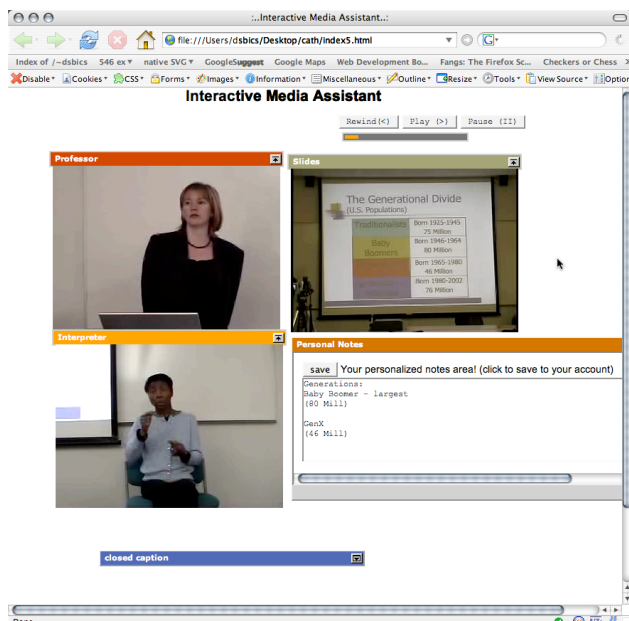 :..Interactive Media Assistant..:
file:///Users/dsbics/Desktop/cath/index5.html
G
Index of /~dsbics 546 ex native SVG GoogleSuggest Google Maps Web Development Bo... Fangs: The Firefox Sc... Checkers or Chess
Disable Cookies CSS Forms Images Information Miscellaneous Outline Resize Tools View Source Option
Interactive Media Assistant
Rewind(<) Play (>) Pause (II)
Professor
Slides
The Generational Divide
(U.S. Populations)
Traditionalists Born 1925-1945
75 Million
Baby Boomers Born 1946-1964
80 Million
Born 1965-1980
46 Million
Born 1980-2002
76 Million
Interpreter
Personal Notes
save Your personalized notes area! (click to save to your account)
Generations:
Baby Boomer - largest
(80 Mill)
GenX
(46 Mill)
closed caption